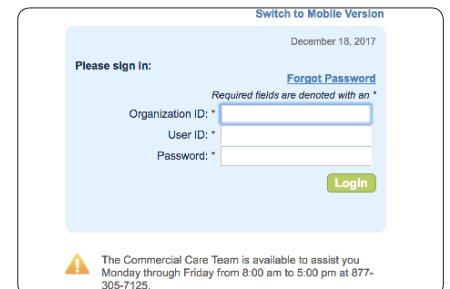 Switch to Mobile Version
December 18, 2017
Please sign in:
Forgot Password
Required fields are denoted with an *
Organization ID: *
User ID: *
Password: *
Login
The Commercial Care Team is available to assist you
Monday through Friday from 8:00 am to 5:00 pm at 877-
305-7125.